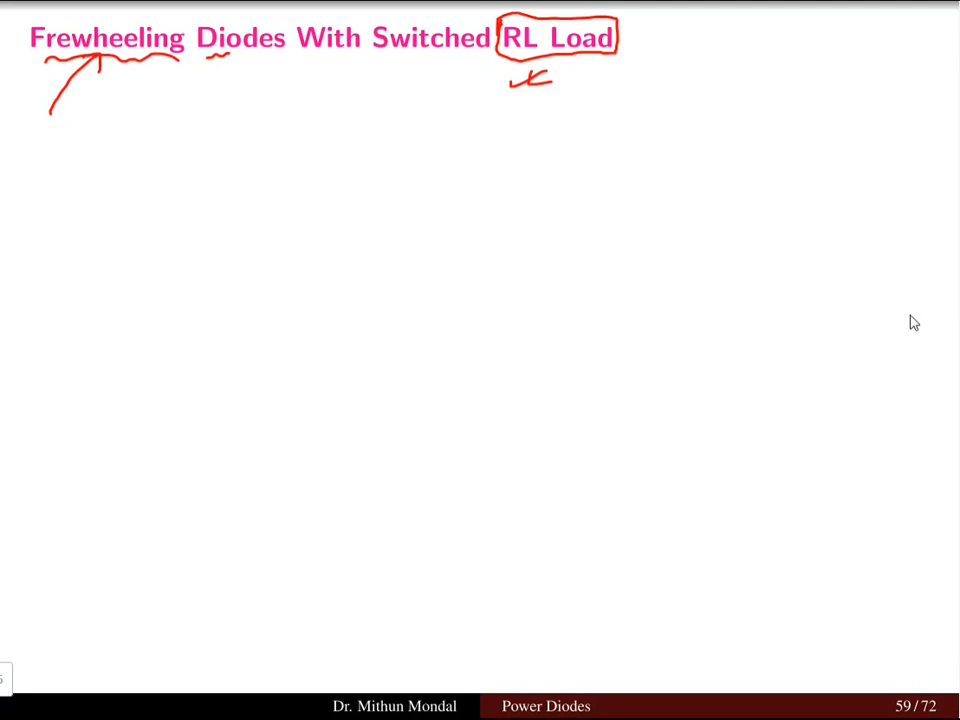 Frewheeling Diodes With Switched RL Load
Dr. Mithun Mondal Power Diodes 59/72